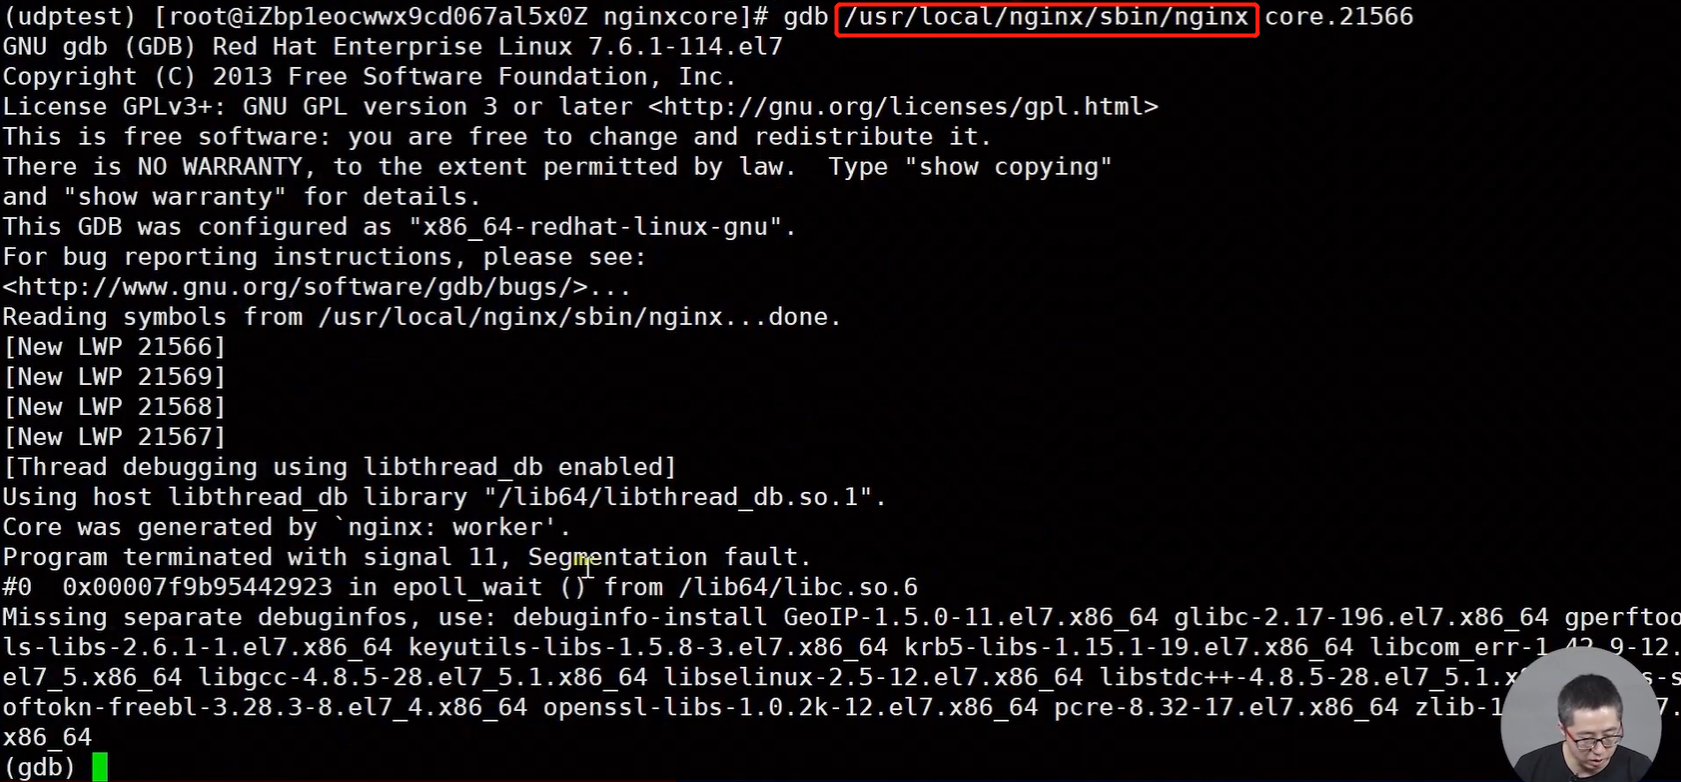 (udptest) [root@iZbp1eocwwx9cd067al5x0Z nginxcore]# gdb /usr/local/nginx/sbin/nginx core.21566
GNU gdb (GDB) Red Hat Enterprise Linux 7.6.1-114.el7
Copyright (C) 2013 Free Software Foundation, Inc.
License GPLv3+: GNU GPL version 3 or later <http://gnu.org/licenses/gpl.html>
This is free software: you are free to change and redistribute it.
There is NO WARRANTY, to the extent permitted by law.  Type "show copying"
and "show warranty" for details.
This GDB was configured as "x86_64-redhat-linux-gnu".
For bug reporting instructions, please see:
<http://www.gnu.org/software/gdb/bugs/>...
Reading symbols from /usr/local/nginx/sbin/nginx...done.
[New LWP 21566]
[New LWP 21569]
[New LWP 21568]
[New LWP 21567]
[Thread debugging using libthread_db enabled]
Using host libthread_db library "/lib64/libthread_db.so.1".
Core was generated by `nginx: worker'.
Program terminated with signal 11, Segmentation fault.
#0  0x00007f9b95442923 in epoll_wait () from /lib64/libc.so.6
Missing separate debuginfos, use: debuginfo-install GeoIP-1.5.0-11.el7.x86_64 glibc-2.17-196.el7.x86_64 gperftoo
ls-libs-2.6.1-1.el7.x86_64 keyutils-libs-1.5.8-3.el7.x86_64 krb5-libs-1.15.1-19.el7.x86_64 libcom_err-1.42.9-12.
el7_5.x86_64 libgcc-4.8.5-28.el7_5.1.x86_64 libselinux-2.5-12.el7.x86_64 libstdc++-4.8.5-28.el7_5.1.x
oftokn-freebl-3.28.3-8.el7_4.x86_64 openssl-libs-1.0.2k-12.el7.x86_64 pcre-8.32-17.el7.x86_64 zlib-1
x86_64
(gdb)